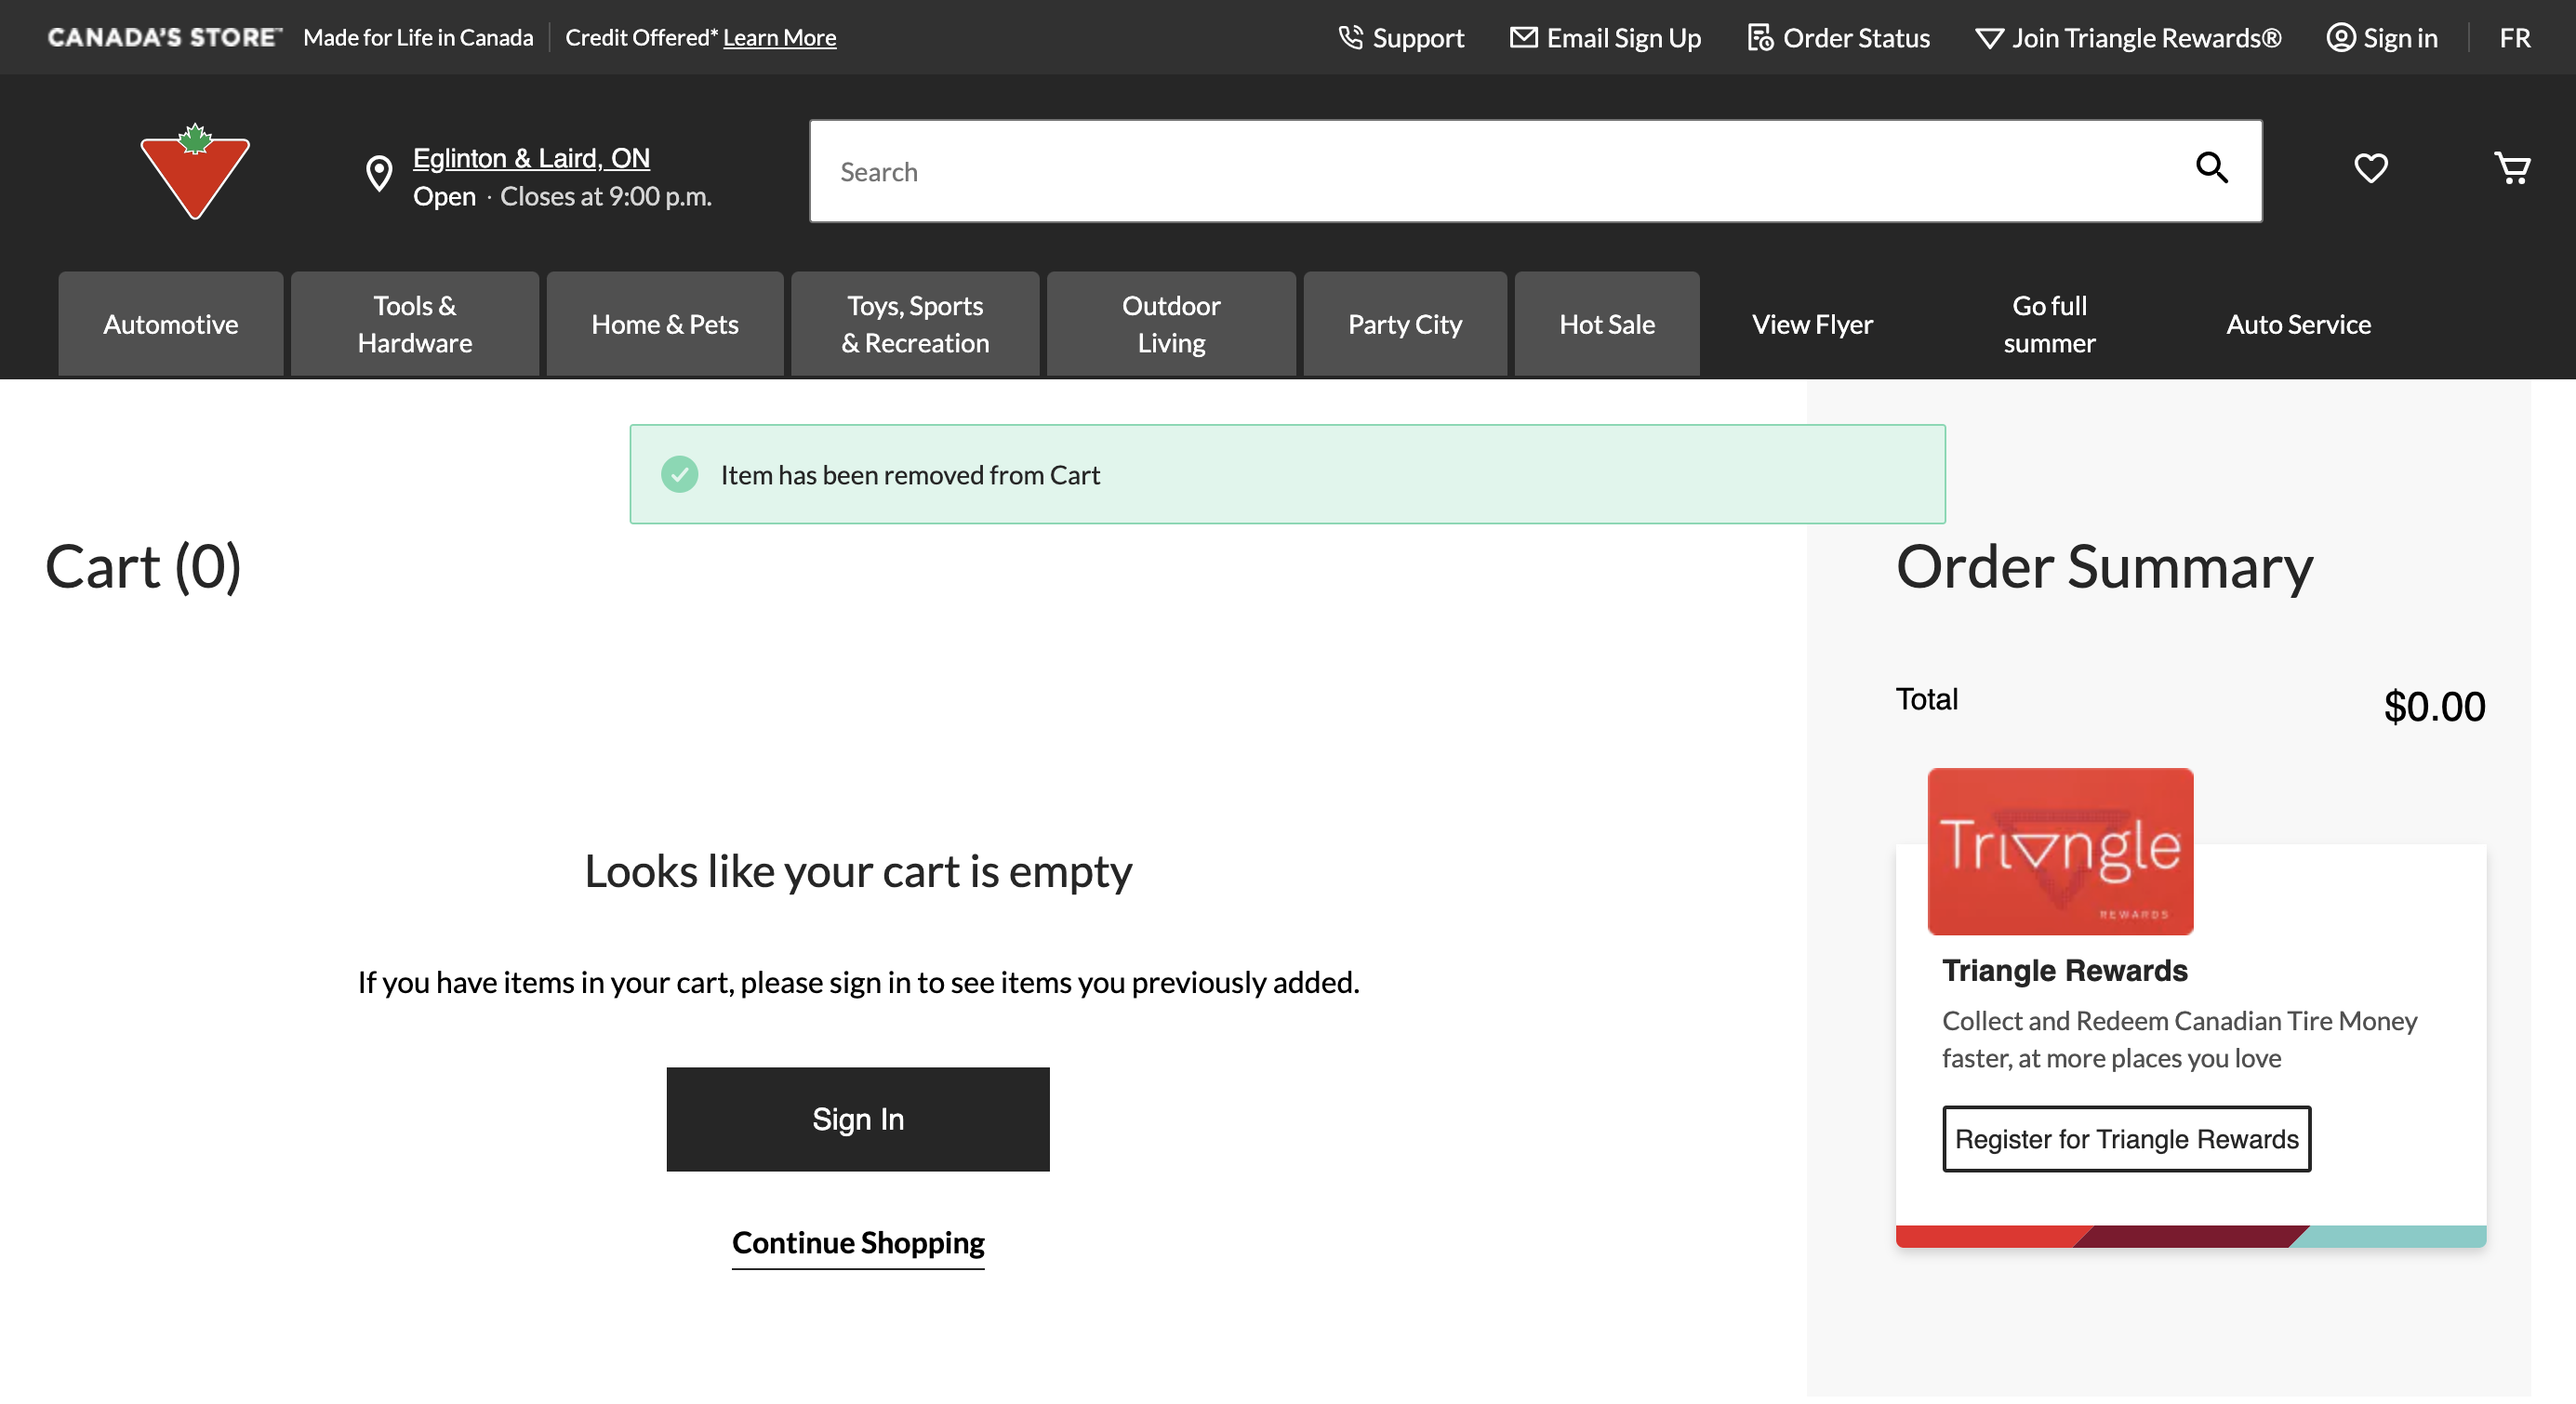 CANADA'S STORE™ Made for Life in Canada Credit Offered* Learn More
Support Email Sign Up Order Status Join Triangle Rewards® Sign in FR
Eglinton & Laird, ON
Open · Closes at 9:00 p.m.
Search
Automotive
Tools &
Hardware
Home & Pets
Toys, Sports
& Recreation
Outdoor
Living
Party City
Hot Sale
View Flyer
Go full
summer
Auto Service
Item has been removed from Cart
Cart (0)
Looks like your cart is empty
If you have items in your cart, please sign in to see items you previously added.
Sign In
Continue Shopping
Order Summary
Total $0.00
Triangle
REWARDS
Triangle Rewards
Collect and Redeem Canadian Tire Money
faster, at more places you love
Register for Triangle Rewards